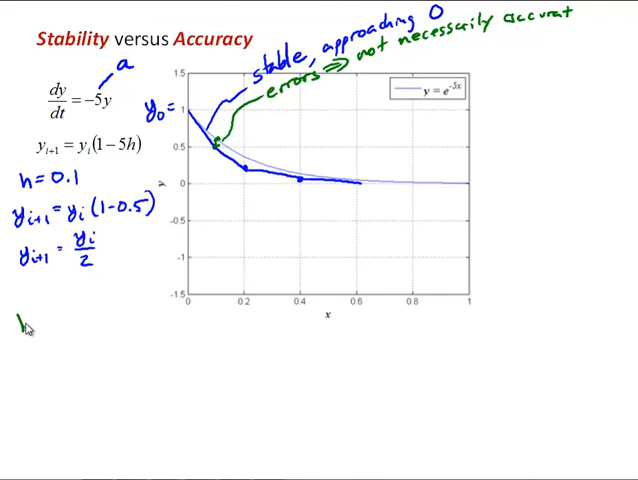 Stability versus Accuracy
a
dy/dt = -5y
y_{i+1} = y_i(1-5h)
h = 0.1
y_{i+1} = y_i (1-0.5)
y_{i+1} = y_i/2
stable, approaching 0
errors ⇒ not necessarily accurat
y_0 =
1.5
1
0.5
0
-0.5
-1
-1.5
y
y = e^{-5x}
0 0.2 0.4 0.6 0.8 1
x